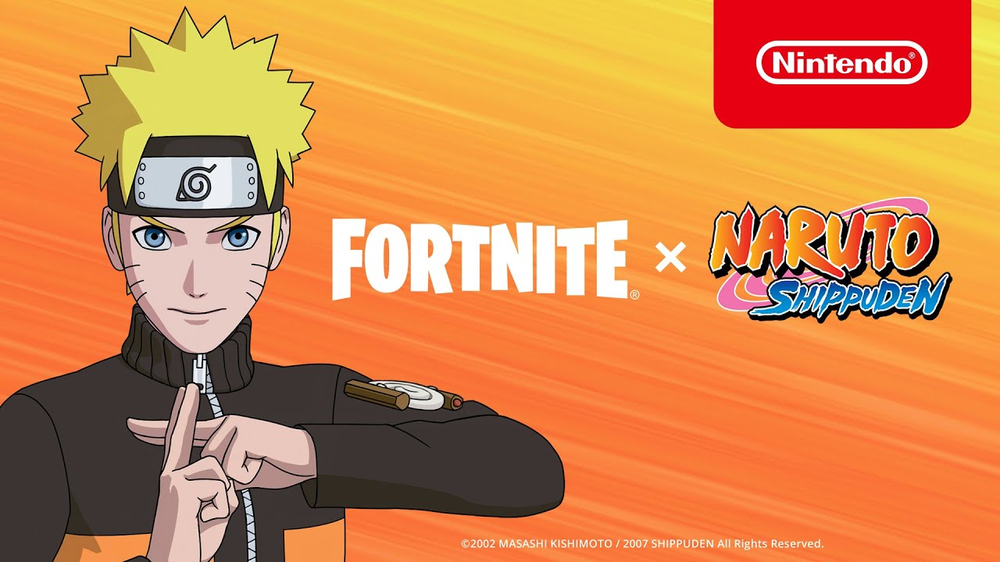 Nintendo®
FORTNITE® × NARUTO
SHIPPUDEN
©2002 MASASHI KISHIMOTO / 2007 SHIPPUDEN All Rights Reserved.